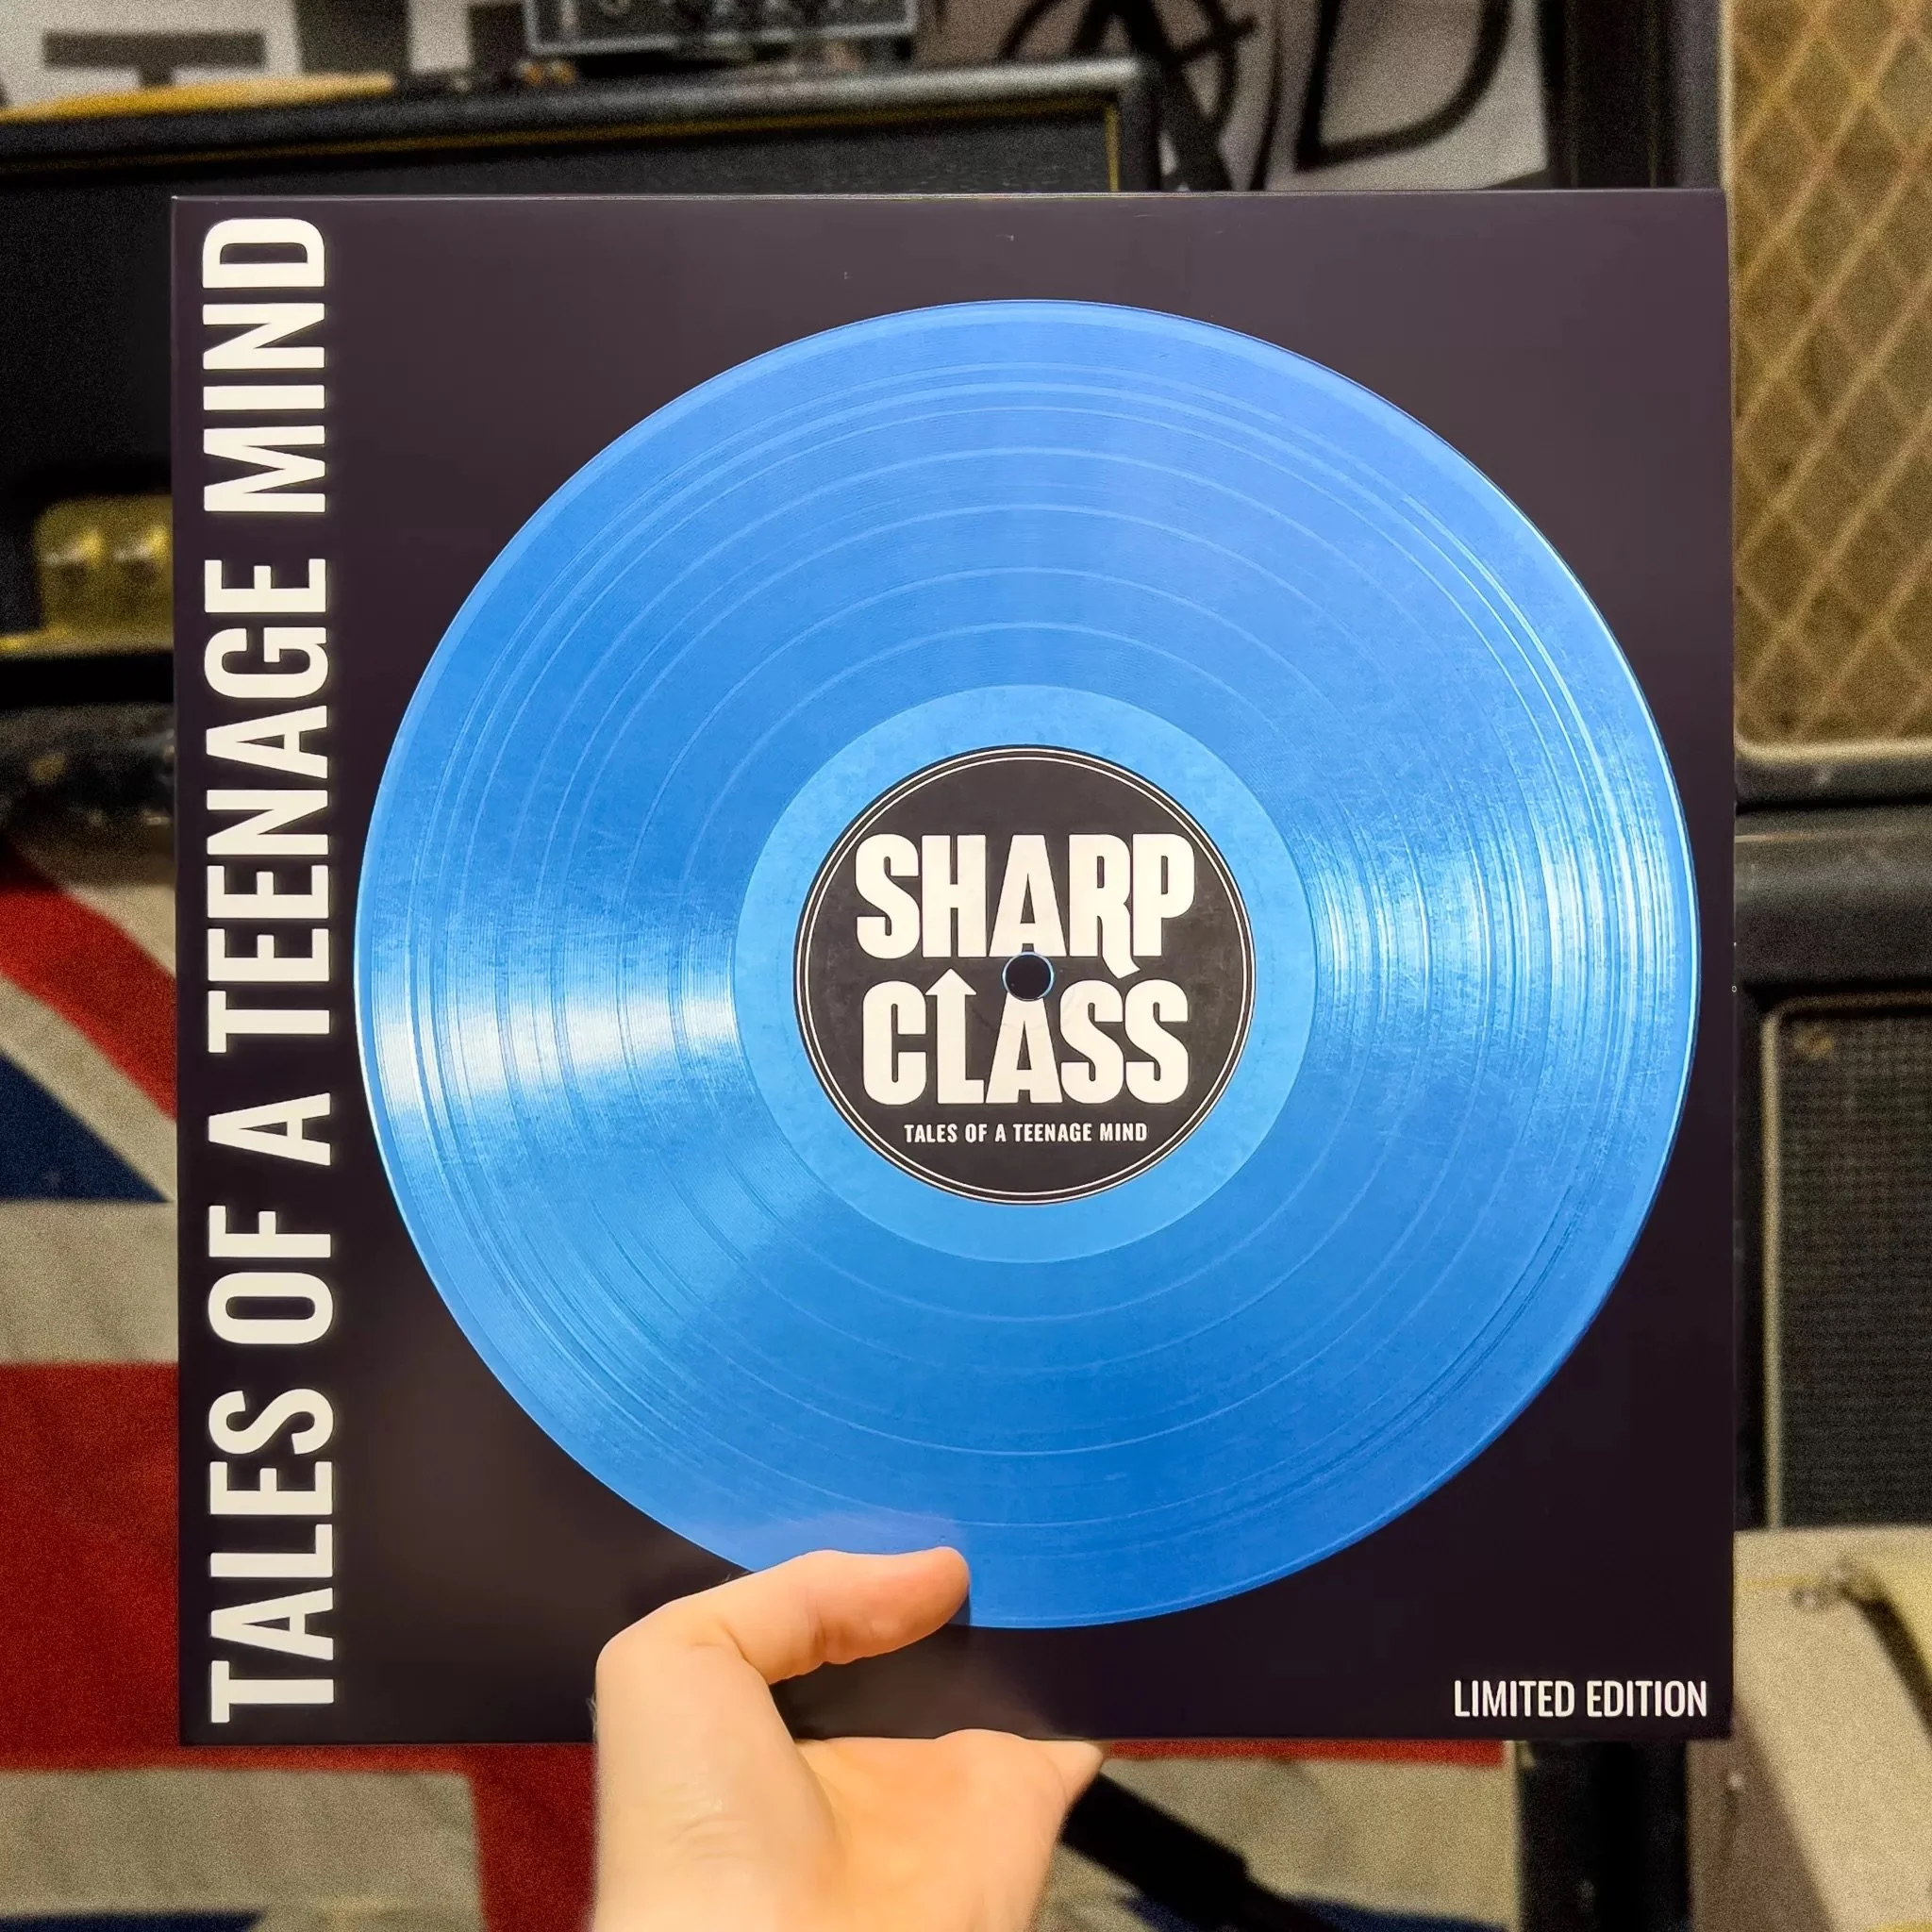 TALES OF A TEENAGE MIND
SHARP
CLASS
TALES OF A TEENAGE MIND
LIMITED EDITION